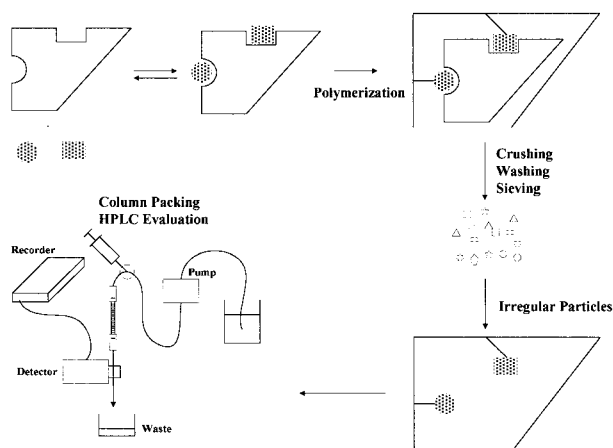 Polymerization
Crushing
Washing
Sieving
Column Packing
HPLC Evaluation
Recorder
Pump
Irregular Particles
Detector
Waste